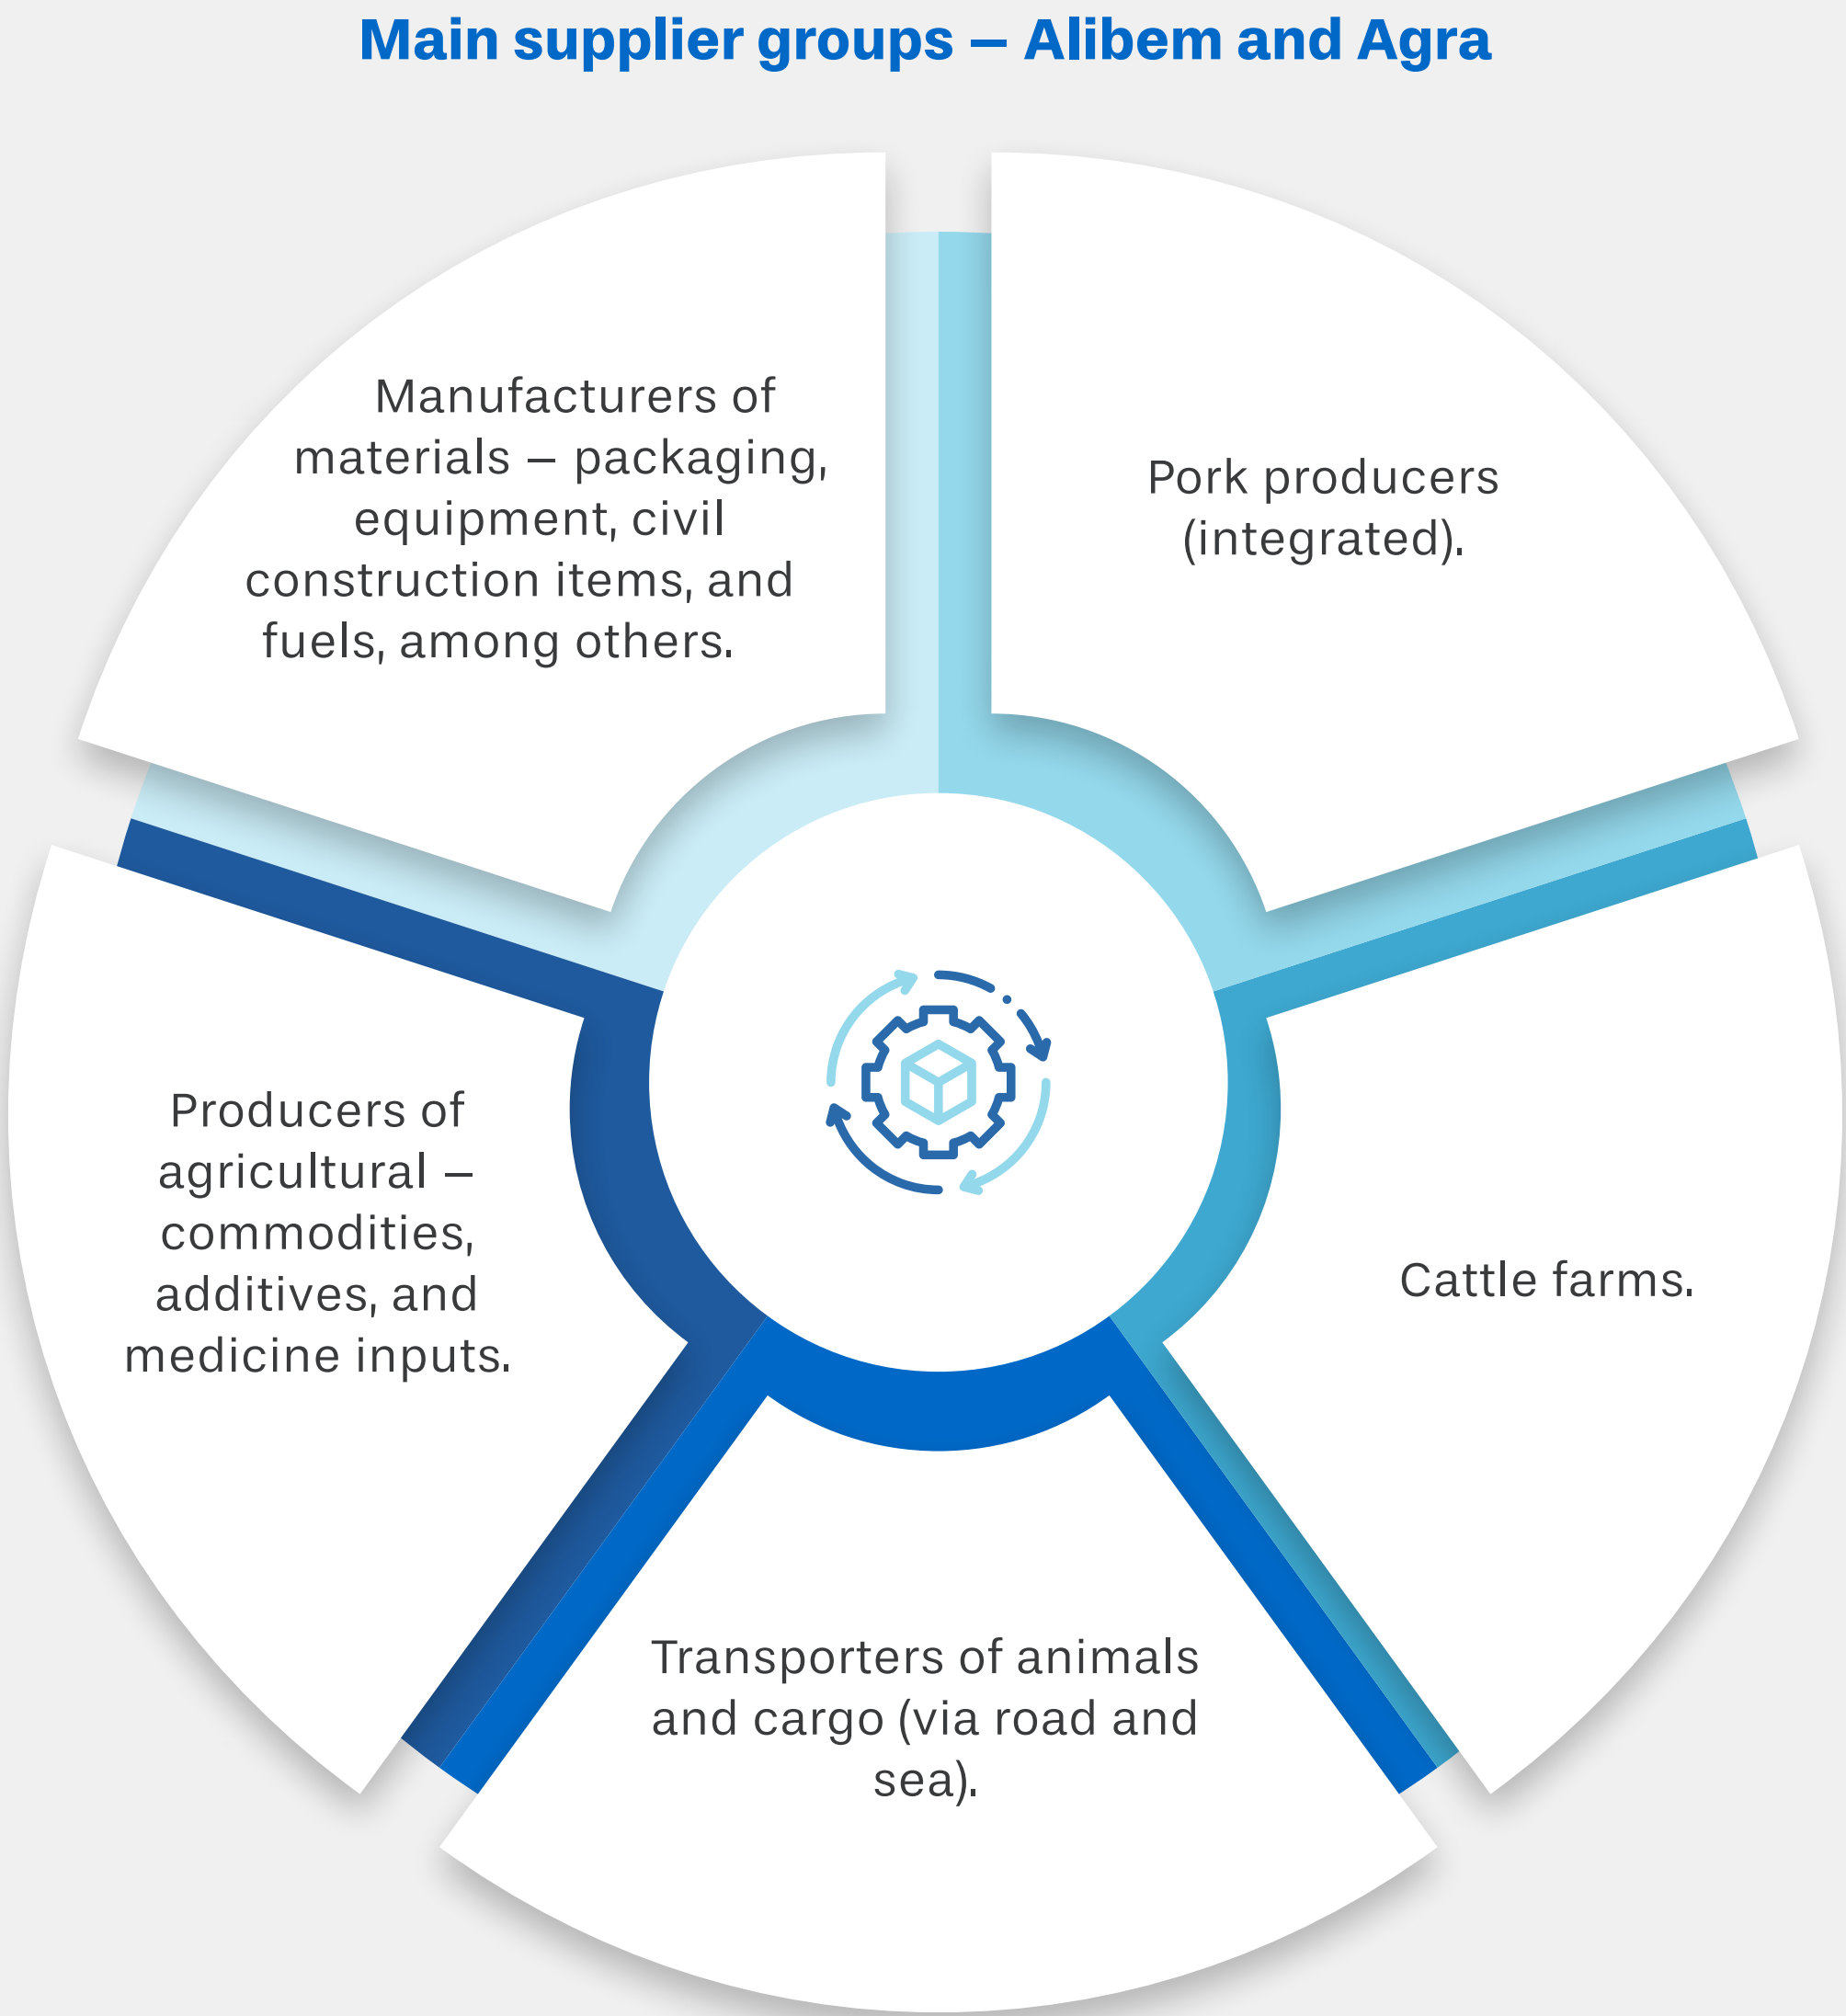 Main supplier groups – Alibem and Agra
Manufacturers of
materials – packaging,
equipment, civil
construction items, and
fuels, among others.
Pork producers
(integrated).
Cattle farms.
Transporters of animals
and cargo (via road and
sea).
Producers of
agricultural –
commodities,
additives, and
medicine inputs.